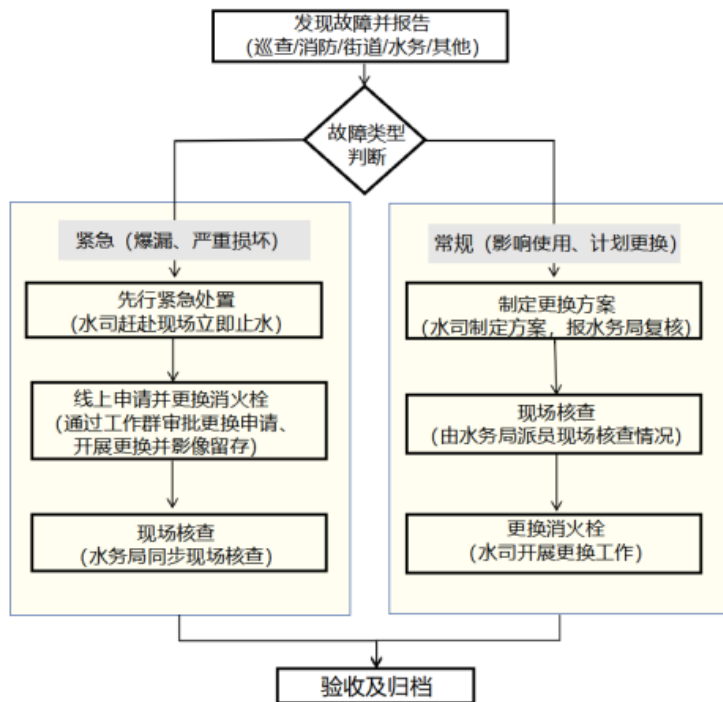 发现故障并报告
（巡查/消防/街道/水务/其他）
故障类型
判断
紧急（爆漏、严重损坏）
先行紧急处置
（水司赶赴现场立即止水）
线上申请并更换消火栓
（通过工作群审批更换申请、
开展更换并影像留存）
现场核查
（水务局同步现场核查）
常规（影响使用、计划更换）
制定更换方案
（水司制定方案，报水务局复核）
现场核查
（由水务局派员现场核查情况）
更换消火栓
（水司开展更换工作）
验收及归档